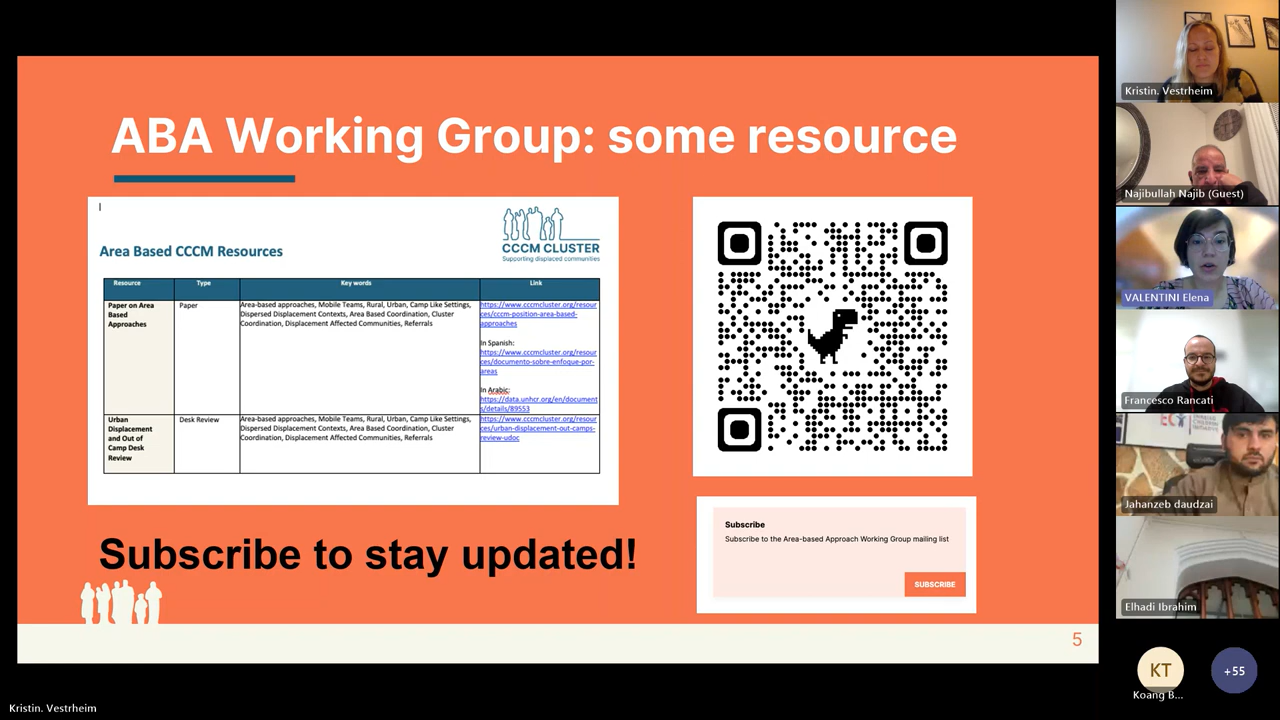 ABA Working Group: some resource
Area Based CCCM Resources
CCCM CLUSTER
Supporting displaced communities
Resource Type Key words Link
Paper on Area
Based
Approaches
Paper
Area-based approaches, Mobile Teams, Rural, Urban, Camp Like Settings,
Dispersed Displacement Contexts, Area Based Coordination, Cluster
Coordination, Displacement Affected Communities, Referrals
https://www.cccmcluster.org/resour
ces/cccm-position-area-based-
approaches
In Spanish:
https://www.cccmcluster.org/resour
ces/documento-sobre-enfoque-por-
areas
In Arabic:
https://data.unhcr.org/en/document
s/details/89553
Urban
Displacement
and Out of
Camp Desk
Review
Desk Review
Area-based approaches, Mobile Teams, Rural, Urban, Camp Like Settings,
Dispersed Displacement Contexts, Area Based Coordination, Cluster
Coordination, Displacement Affected Communities, Referrals
https://www.cccmcluster.org/resour
ces/urban-displacement-out-camps-
review-udoc
Subscribe to stay updated!
Subscribe
Subscribe to the Area-based Approach Working Group mailing list
SUBSCRIBE
5
Kristin. Vestrheim
Kristin. Vestrheim
Najibullah Najib (Guest)
VALENTINI Elena
Francesco Rancati
Jahanzeb daudzai
Elhadi Ibrahim
KT
Koang B...
+55